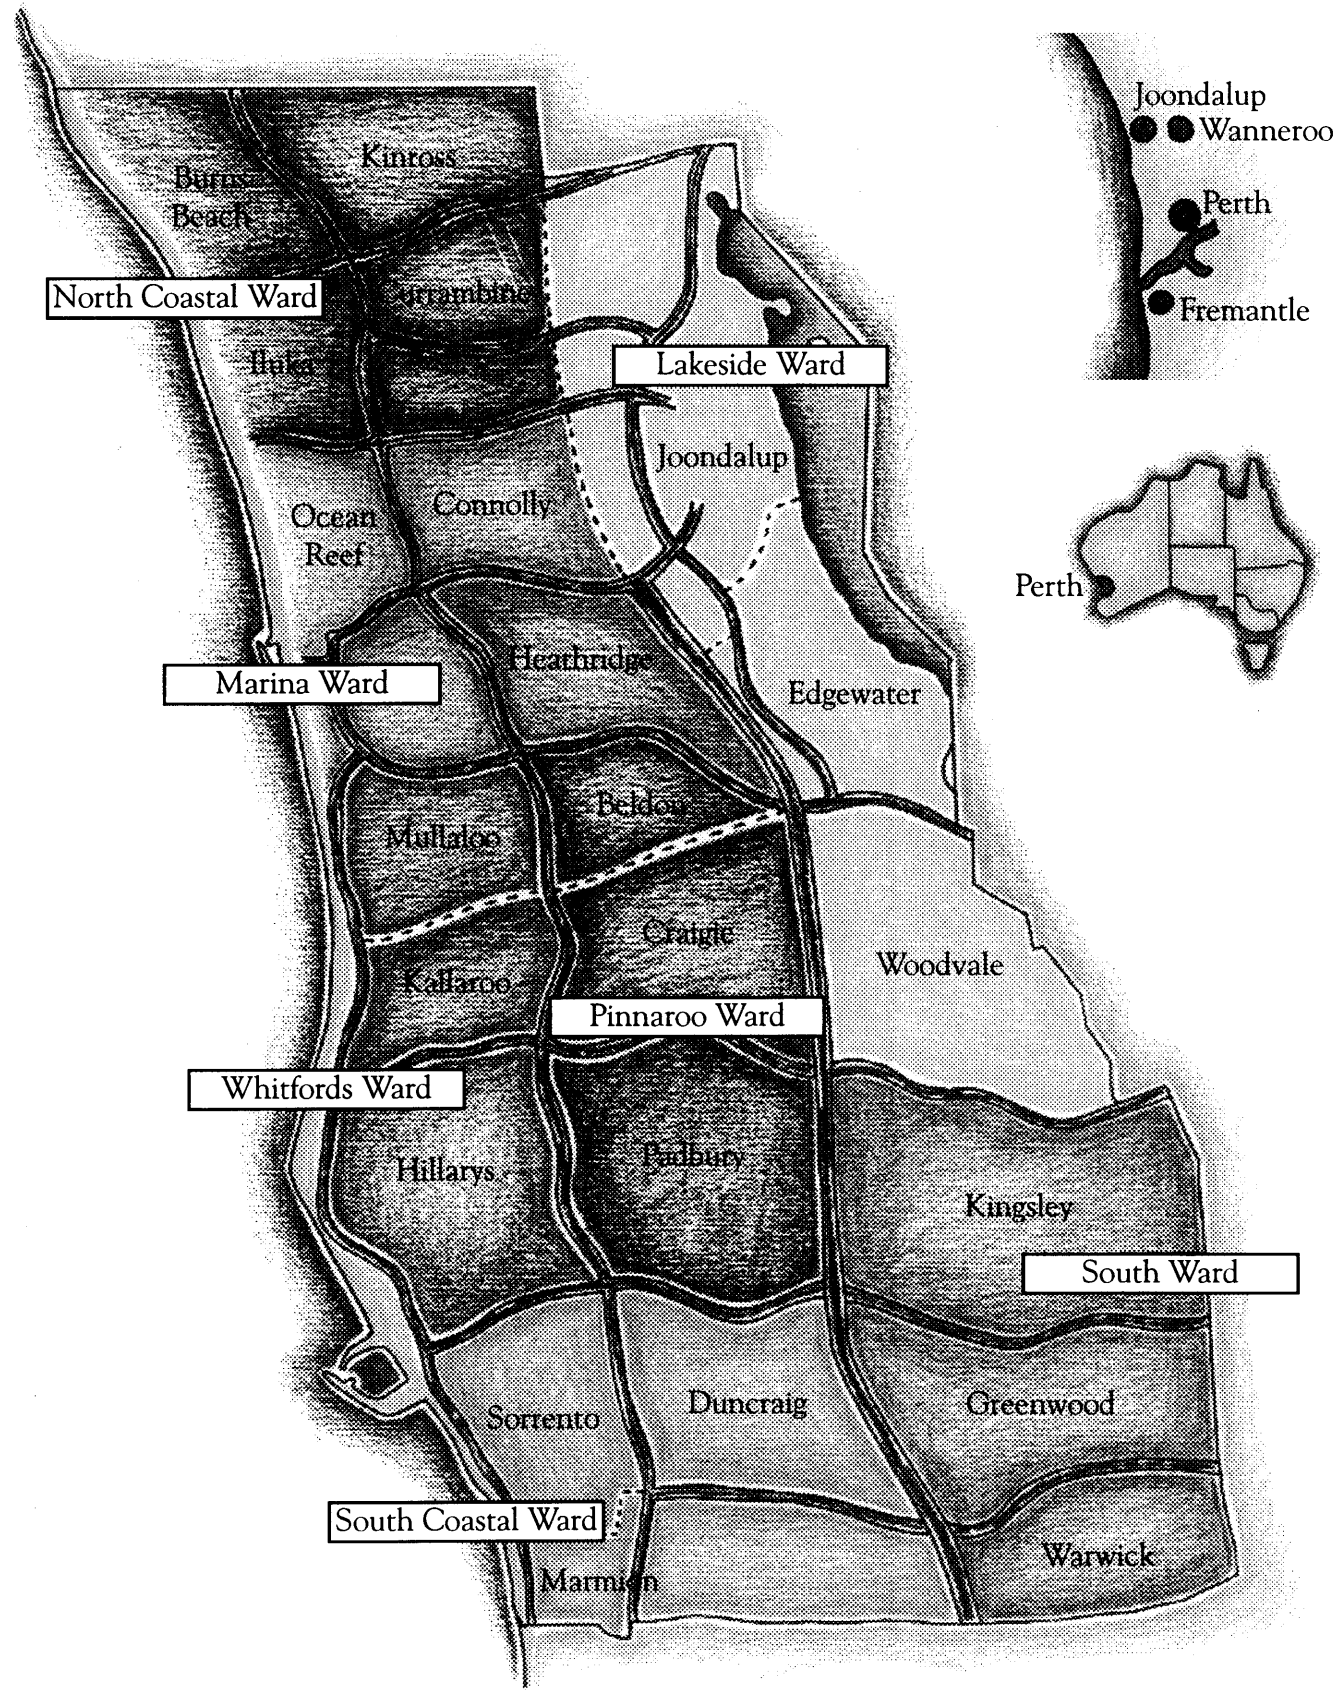 Kinross
Burns
Beach
North Coastal Ward
Currambine
Iluka
Lakeside Ward
Joondalup
Connolly
Ocean
Reef
Heathridge
Marina Ward
Edgewater
Beldon
Mullaloo
Craigie
Woodvale
Kallaroo
Pinnaroo Ward
Whitfords Ward
Padbury
Hillarys
Kingsley
South Ward
Duncraig
Greenwood
Sorrento
South Coastal Ward
Warwick
Marmion
Joondalup
Wanneroo
Perth
Fremantle
Perth